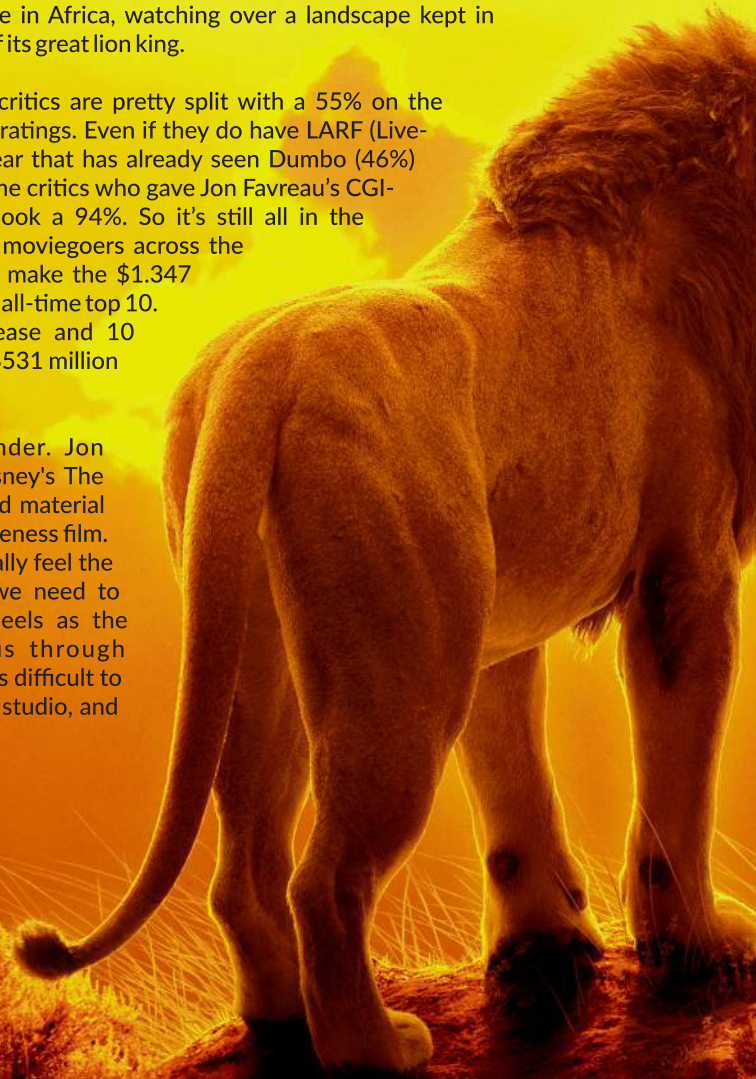 e in Africa, watching over a landscape kept in
f its great lion king.
critics are pretty split with a 55% on the
ratings. Even if they do have LARF (Live-
ear that has already seen Dumbo (46%)
he critics who gave Jon Favreau’s CGI-
ook a 94%. So it’s still all in the
moviegoers across the
make the $1.347
all-time top 10.
ease and 10
$531 million
nder. Jon
sney's The
d material
eness film.
ally feel the
we need to
eels as the
us through
s difficult to
studio, and